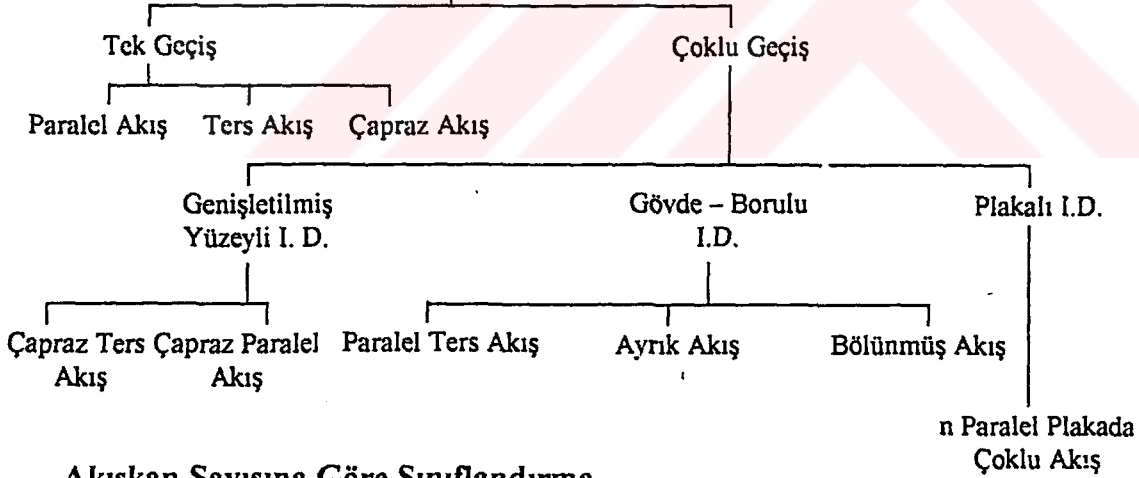 Tek Geçiş
Çoklu Geçiş
Paralel Akış Ters Akış Çapraz Akış
Genişletilmiş
Yüzeyli I. D.
Gövde – Borulu
I.D.
Plakalı I.D.
Çapraz Ters
Akış
Çapraz Paralel
Akış
Paralel Ters Akış
Ayrık Akış
Bölünmüş Akış
n Paralel Plakada
Çoklu Akış
Akışkan Sayısına Göre Sınıflandırma